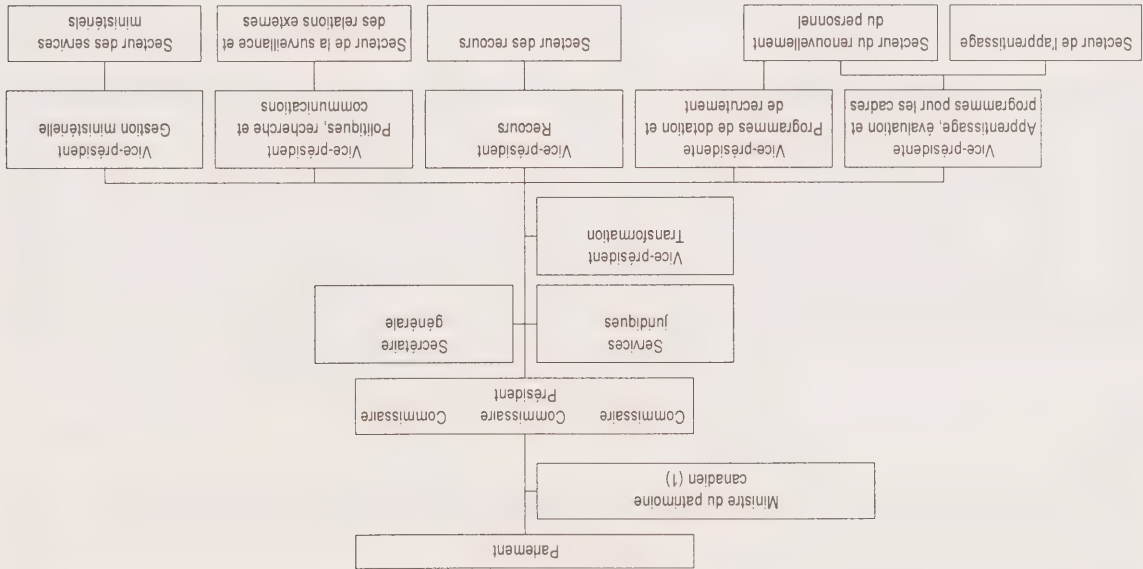 Parlement
Ministre du patrimoine
canadien (1)
Commissaire Commissaire Commissaire
Président
Services
juridiques
Secrétaire
générale
Vice-président
Transformation
Vice-présidente
Apprentissage, évaluation et
programmes pour les cadres
Vice-présidente
Programmes de dotation et
de recrutement
Vice-président
Recours
Vice-président
Politiques, recherche et
communications
Vice-président
Gestion ministérielle
Secteur de l'apprentissage
Secteur du renouvellement
du personnel
Secteur des recours
Secteur de la surveillance et
des relations externes
Secteur des services
ministériels